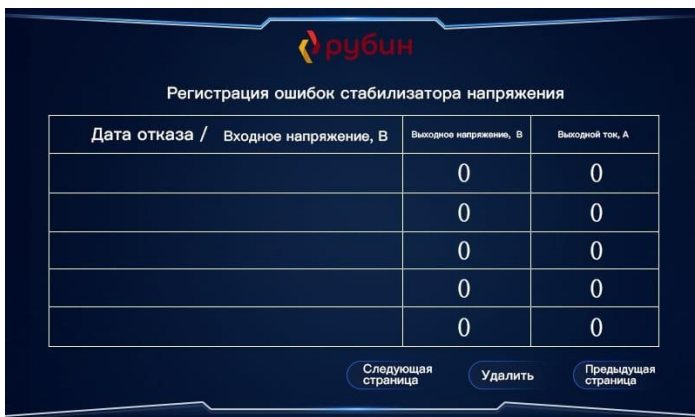 рубин
Регистрация ошибок стабилизатора напряжения
Дата отказа / Входное напряжение, В Выходное напряжение, В Выходной ток, А
0 0
0 0
0 0
0 0
0 0
Следующая
страница
Удалить
Предыдущая
страница